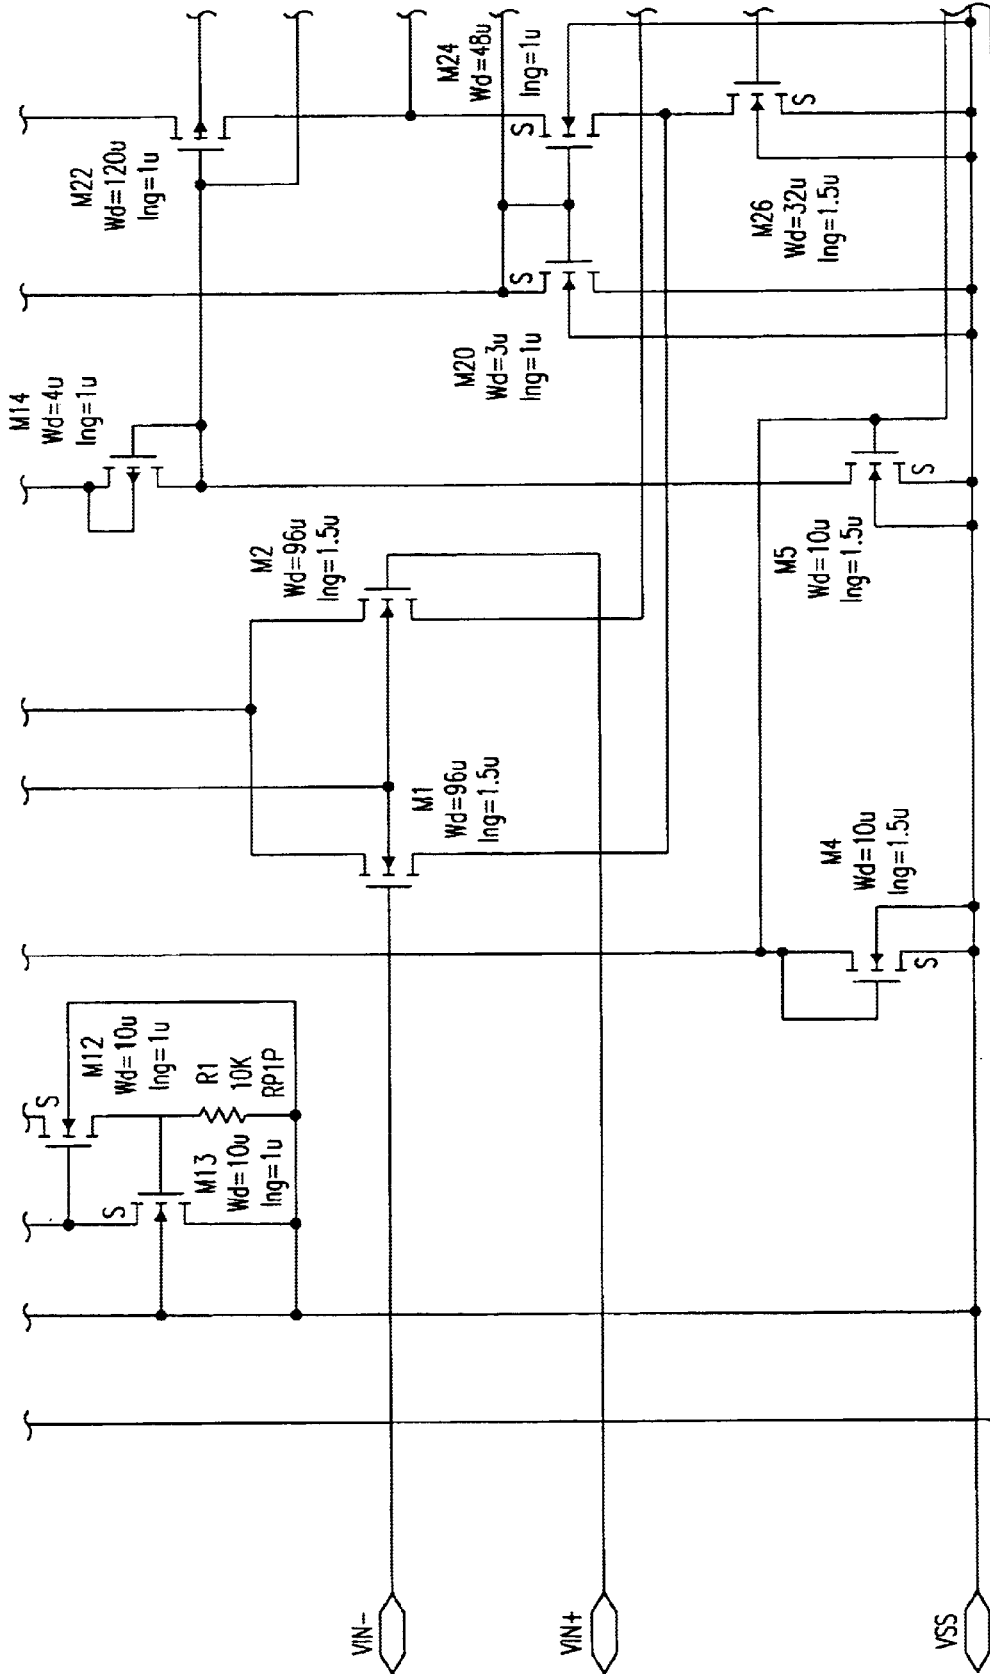 M14
Wd=4u
lng=1u
M22
Wd=120u
lng=1u
M24
Wd=48u
lng=1u
S
M20
Wd=3u
lng=1u
S
M26
Wd=32u
lng=1.5u
S
M2
Wd=96u
lng=1.5u
M1
Wd=96u
lng=1.5u
M5
Wd=10u
lng=1.5u
S
M4
Wd=10u
lng=1.5u
S
S
M12
Wd=10u
lng=1u
R1
10K
RP1P
S
M13
Wd=10u
lng=1u
VIN-
VIN+
VSS